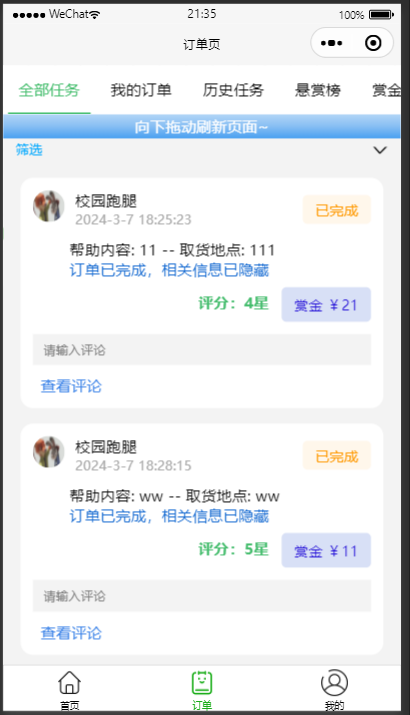 WeChat 21:35 100%
订单页
全部任务 我的订单 历史任务 悬赏榜 赏金
向下拖动刷新页面~
筛选
校园跑腿
2024-3-7 18:25:23
已完成
帮助内容: 11 -- 取货地点: 111
订单已完成，相关信息已隐藏
评分：4星 赏金 ￥21
请输入评论
查看评论
校园跑腿
2024-3-7 18:28:15
已完成
帮助内容: ww -- 取货地点: ww
订单已完成，相关信息已隐藏
评分：5星 赏金 ￥11
请输入评论
查看评论
首页 订单 我的